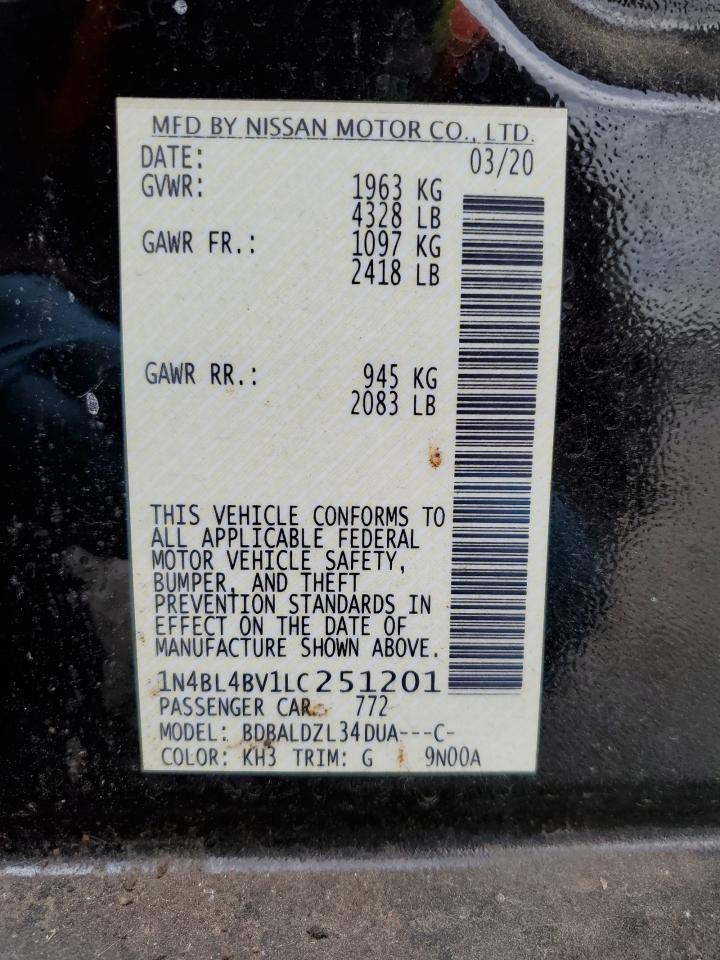 MFD BY NISSAN MOTOR CO., LTD.
DATE: 03/20
GVWR: 1963 KG
4328 LB
GAWR FR.: 1097 KG
2418 LB
GAWR RR.: 945 KG
2083 LB
THIS VEHICLE CONFORMS TO
ALL APPLICABLE FEDERAL
MOTOR VEHICLE SAFETY,
BUMPER, AND THEFT
PREVENTION STANDARDS IN
EFFECT ON THE DATE OF
MANUFACTURE SHOWN ABOVE.
1N4BL4BV1LC251201
PASSENGER CAR 772
MODEL: BDBALDZL34DUA---C-
COLOR: KH3 TRIM: G 9N00A